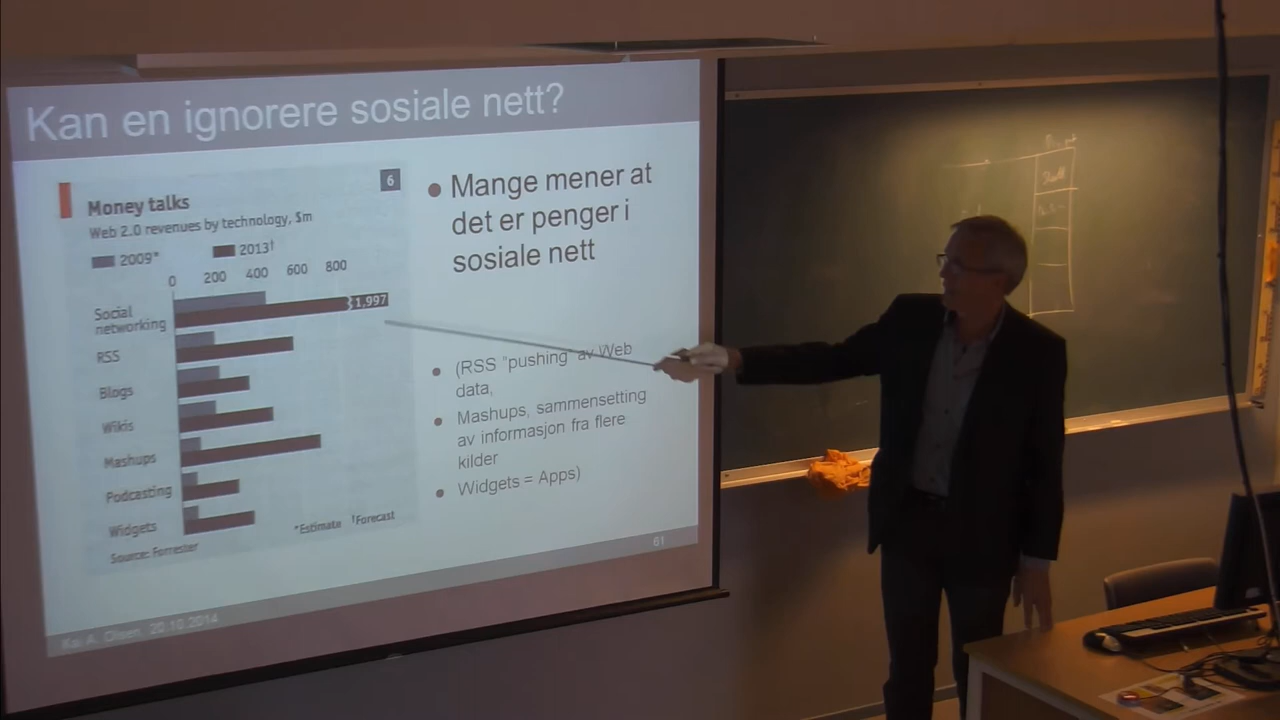 Kan en ignorere sosiale nett?
6
Money talks
Web 2.0 revenues by technology, $m
2009* 2013†
0 200 400 600 800
Social
networking
1,997
RSS
Blogs
Wikis
Mashups
Podcasting
Widgets
*Estimate †Forecast
Source: Forrester
• Mange mener at
det er penger i
sosiale nett
• (RSS "pushing" av Web
data,
• Mashups, sammensetting
av informasjon fra flere
kilder
• Widgets = Apps)
61
Kai A. Olsen, 20.10.2014